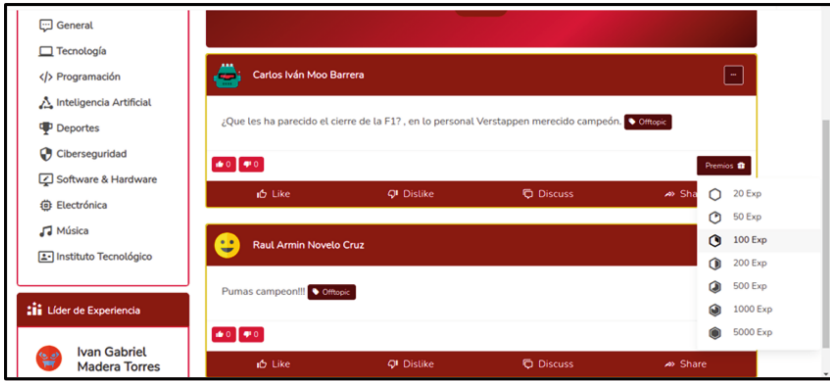 General
Tecnología
</> Programación
Inteligencia Artificial
Deportes
Ciberseguridad
Software & Hardware
Electrónica
Música
Instituto Tecnológico
Líder de Experiencia
Ivan Gabriel
Madera Torres
Carlos Iván Moo Barrera
...
¿Que les ha parecido el cierre de la F1? , en lo personal Verstappen merecido campeón. Offtopic
0 0
Premios
Like Dislike Discuss Sha
20 Exp
50 Exp
100 Exp
200 Exp
500 Exp
1000 Exp
5000 Exp
Raul Armin Novelo Cruz
Pumas campeon!!! Offtopic
0 0
Like Dislike Discuss Share